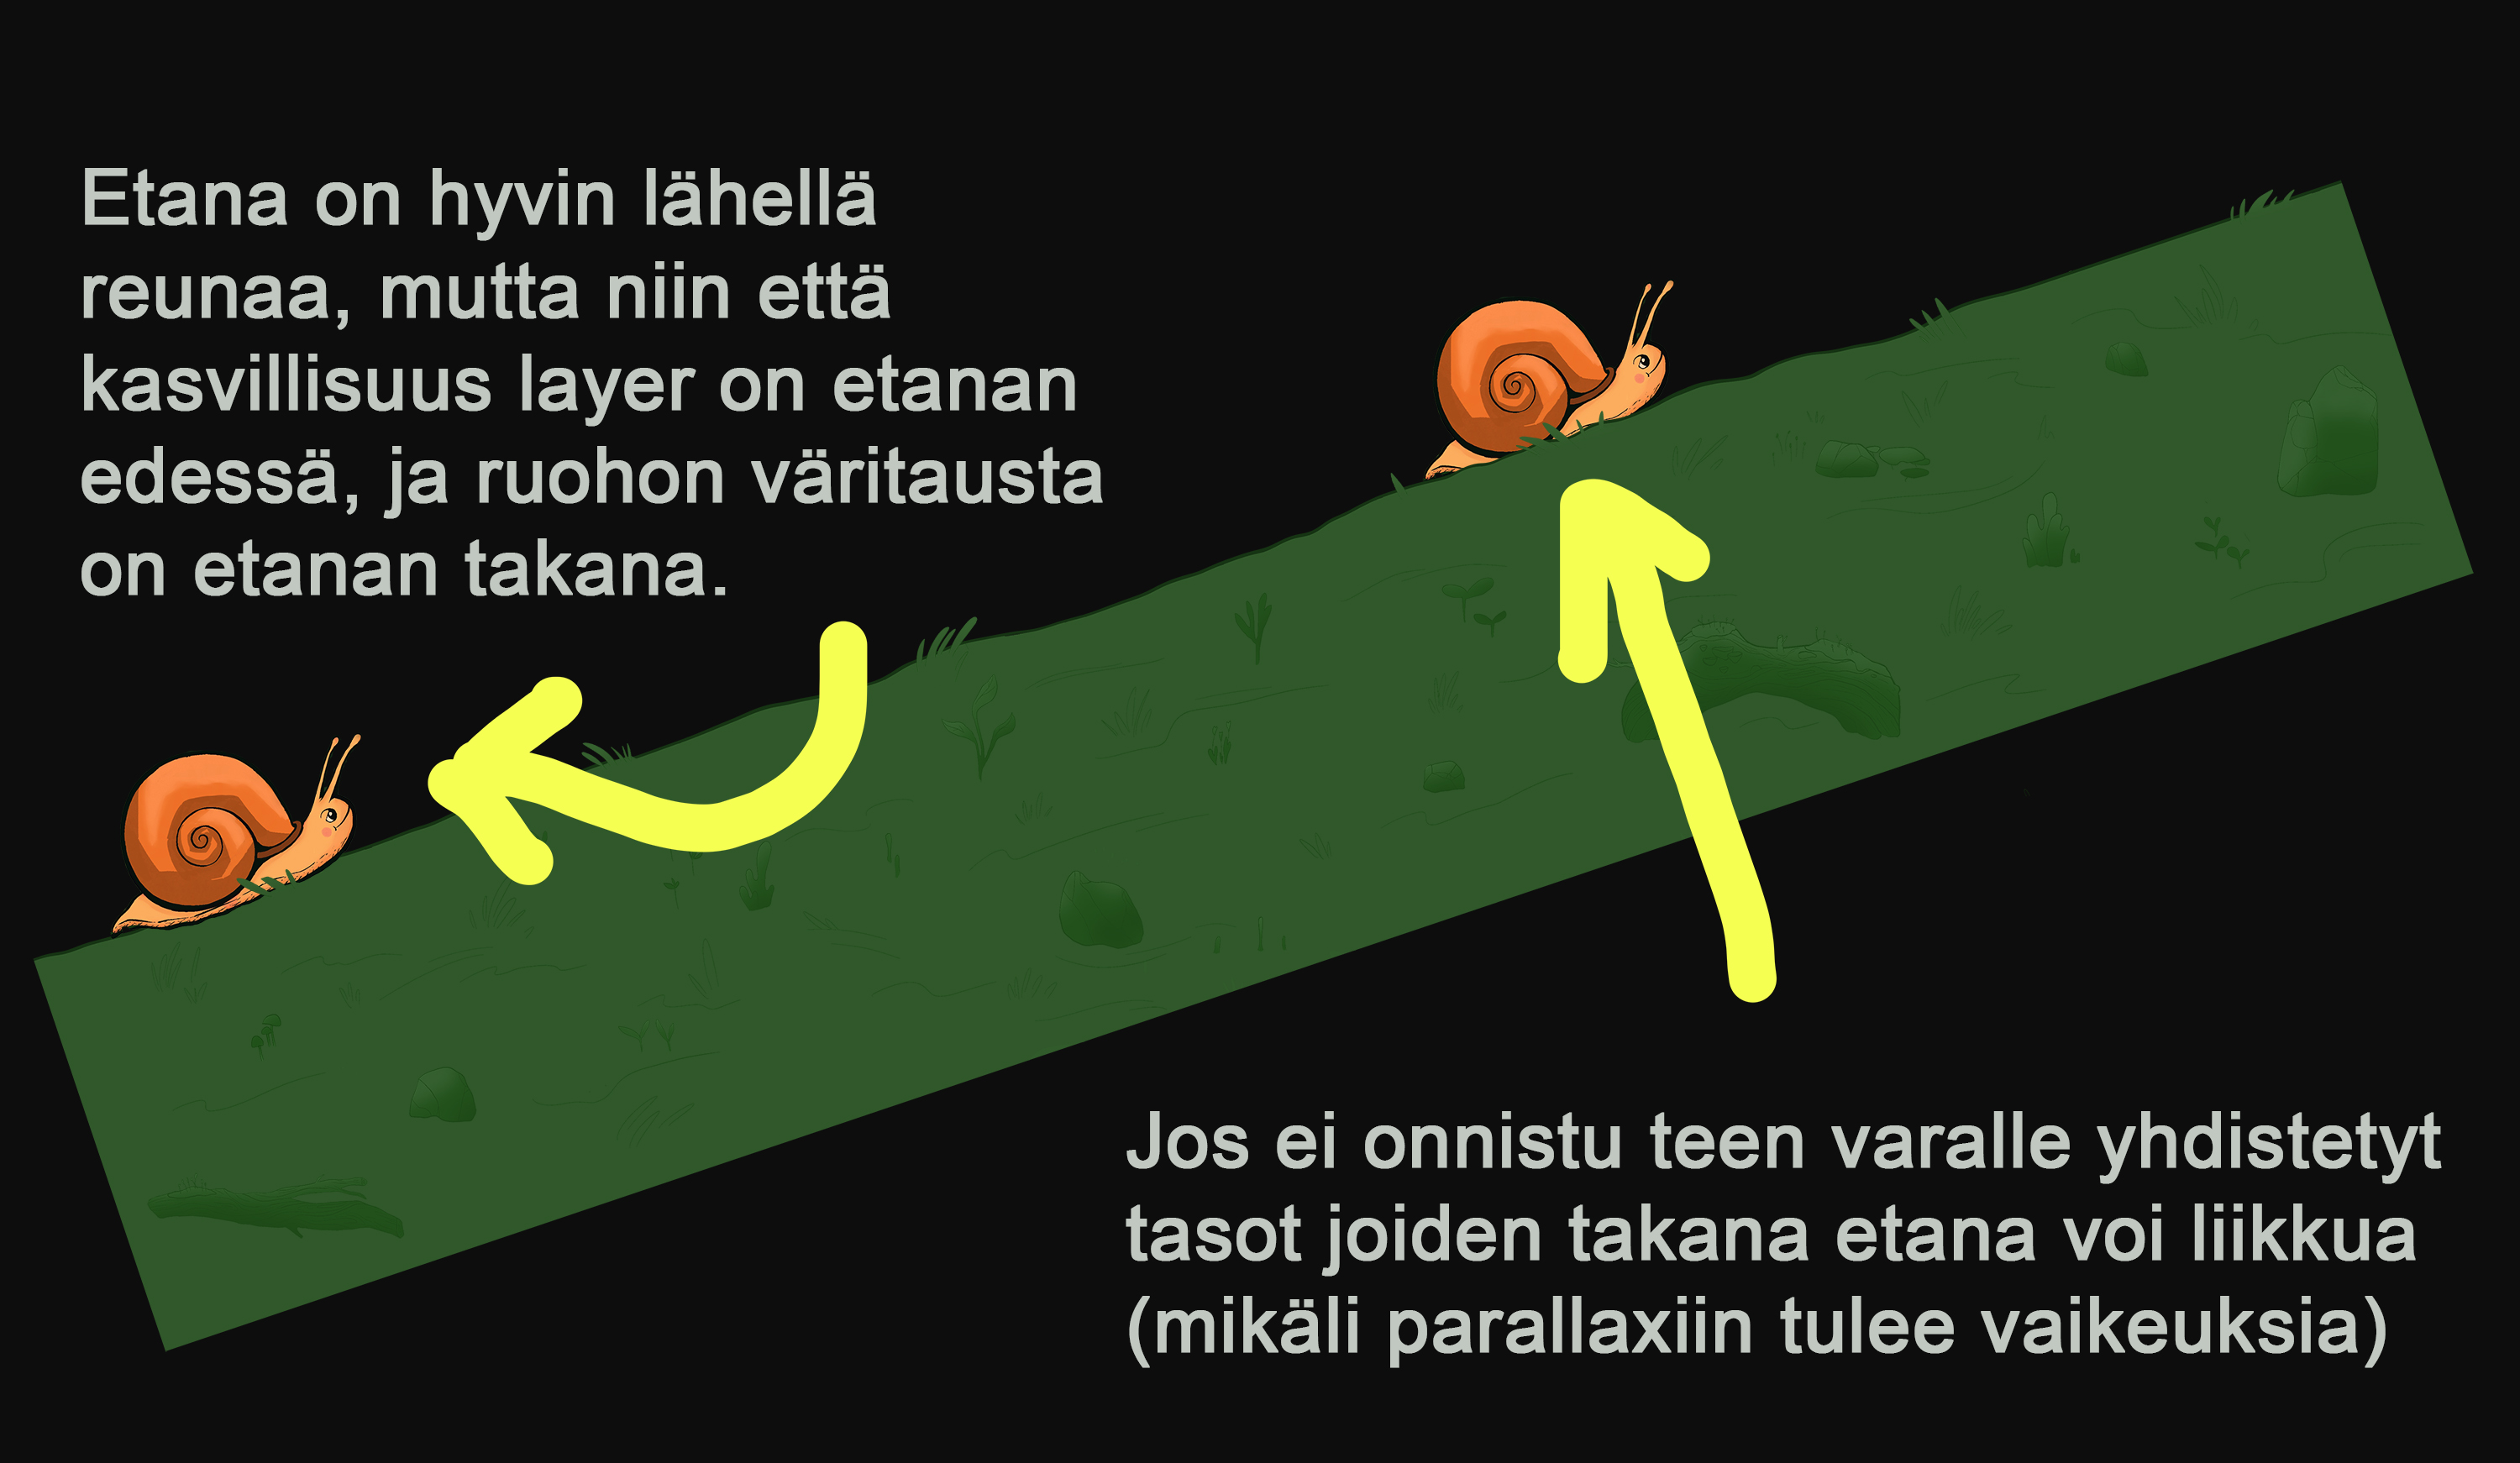 Etana on hyvin lähellä
reunaa, mutta niin että
kasvillisuus layer on etanan
edessä, ja ruohon väritausta
on etanan takana.
Jos ei onnistu teen varalle yhdistetyt
tasot joiden takana etana voi liikkua
(mikäli parallaxiin tulee vaikeuksia)